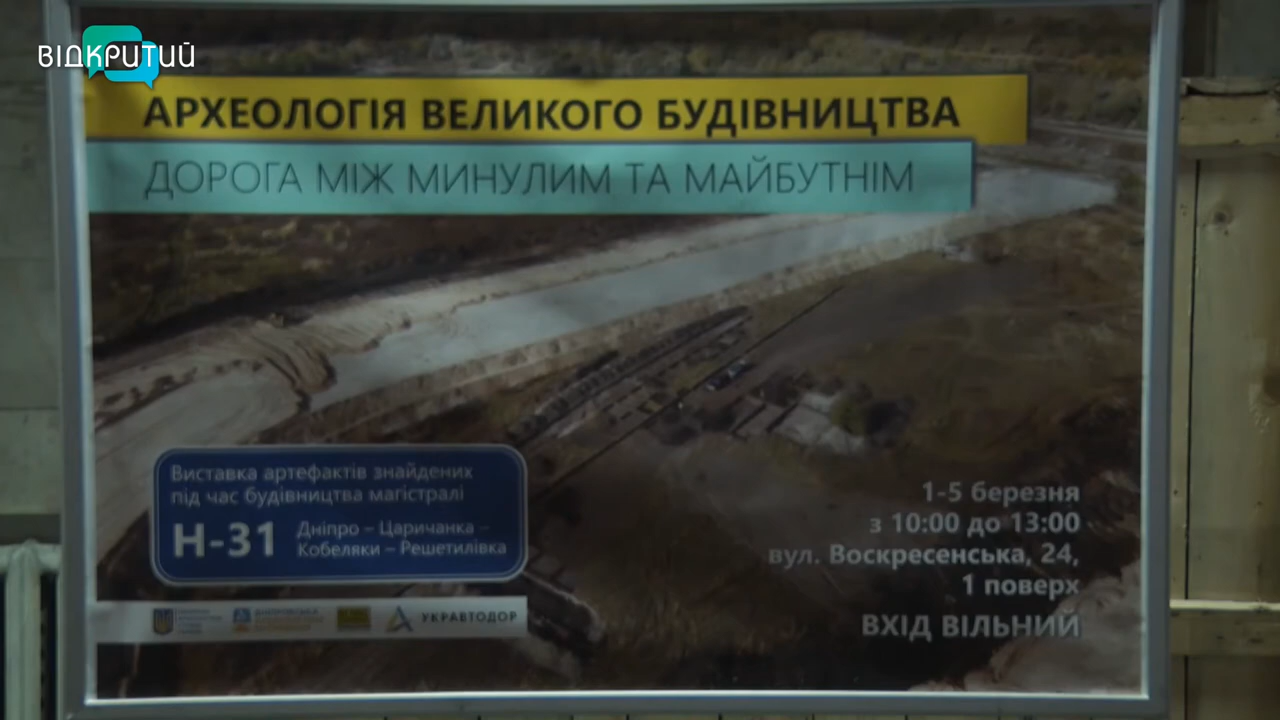 ВІДКРИТИЙ
АРХЕОЛОГІЯ ВЕЛИКОГО БУДІВНИЦТВА
ДОРОГА МІЖ МИНУЛИМ ТА МАЙБУТНІМ
Виставка артефактів знайдених
під час будівництва магістралі
Н-31
Дніпро – Царичанка –
Кобеляки – Решетилівка
1-5 березня
з 10:00 до 13:00
вул. Воскресенська, 24,
1 поверх
ВХІД ВІЛЬНИЙ
УКРАВТОДОР